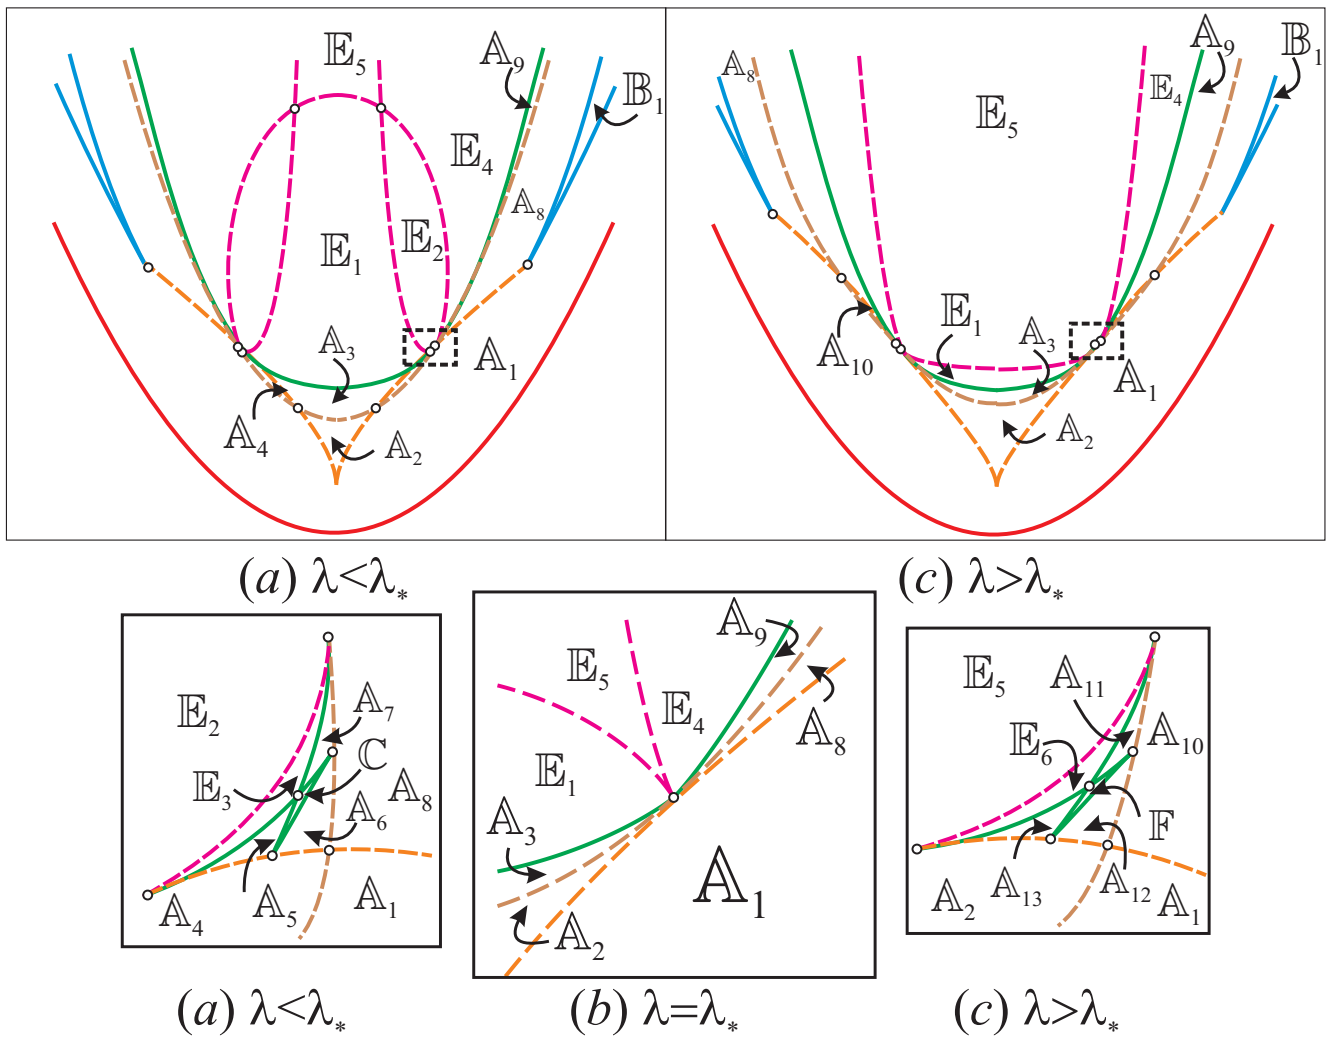 𝔼₅
𝔸₉
𝔹₁
𝔼₄
𝔸₈
𝔼₂
𝔼₁
𝔸₃
𝔸₁
𝔸₄
𝔸₂
𝔸₉
𝔹₁
𝔸₈
𝔼₄
𝔼₅
𝔼₁
𝔸₃
𝔸₁₀
𝔸₁
𝔸₂
(a) λ<λ*
(c) λ>λ*
𝔼₂
𝔸₇
ℂ
𝔼₃
𝔸₈
𝔸₆
𝔸₄
𝔸₅
𝔸₁
𝔸₉
𝔼₅
𝔼₄
𝔸₈
𝔼₁
𝔸₃
𝔸₁
𝔸₂
𝔼₅
𝔸₁₁
𝔼₆
𝔸₁₀
𝔽
𝔸₂
𝔸₁₃
𝔸₁₂
𝔸₁
(a) λ<λ*
(b) λ=λ*
(c) λ>λ*